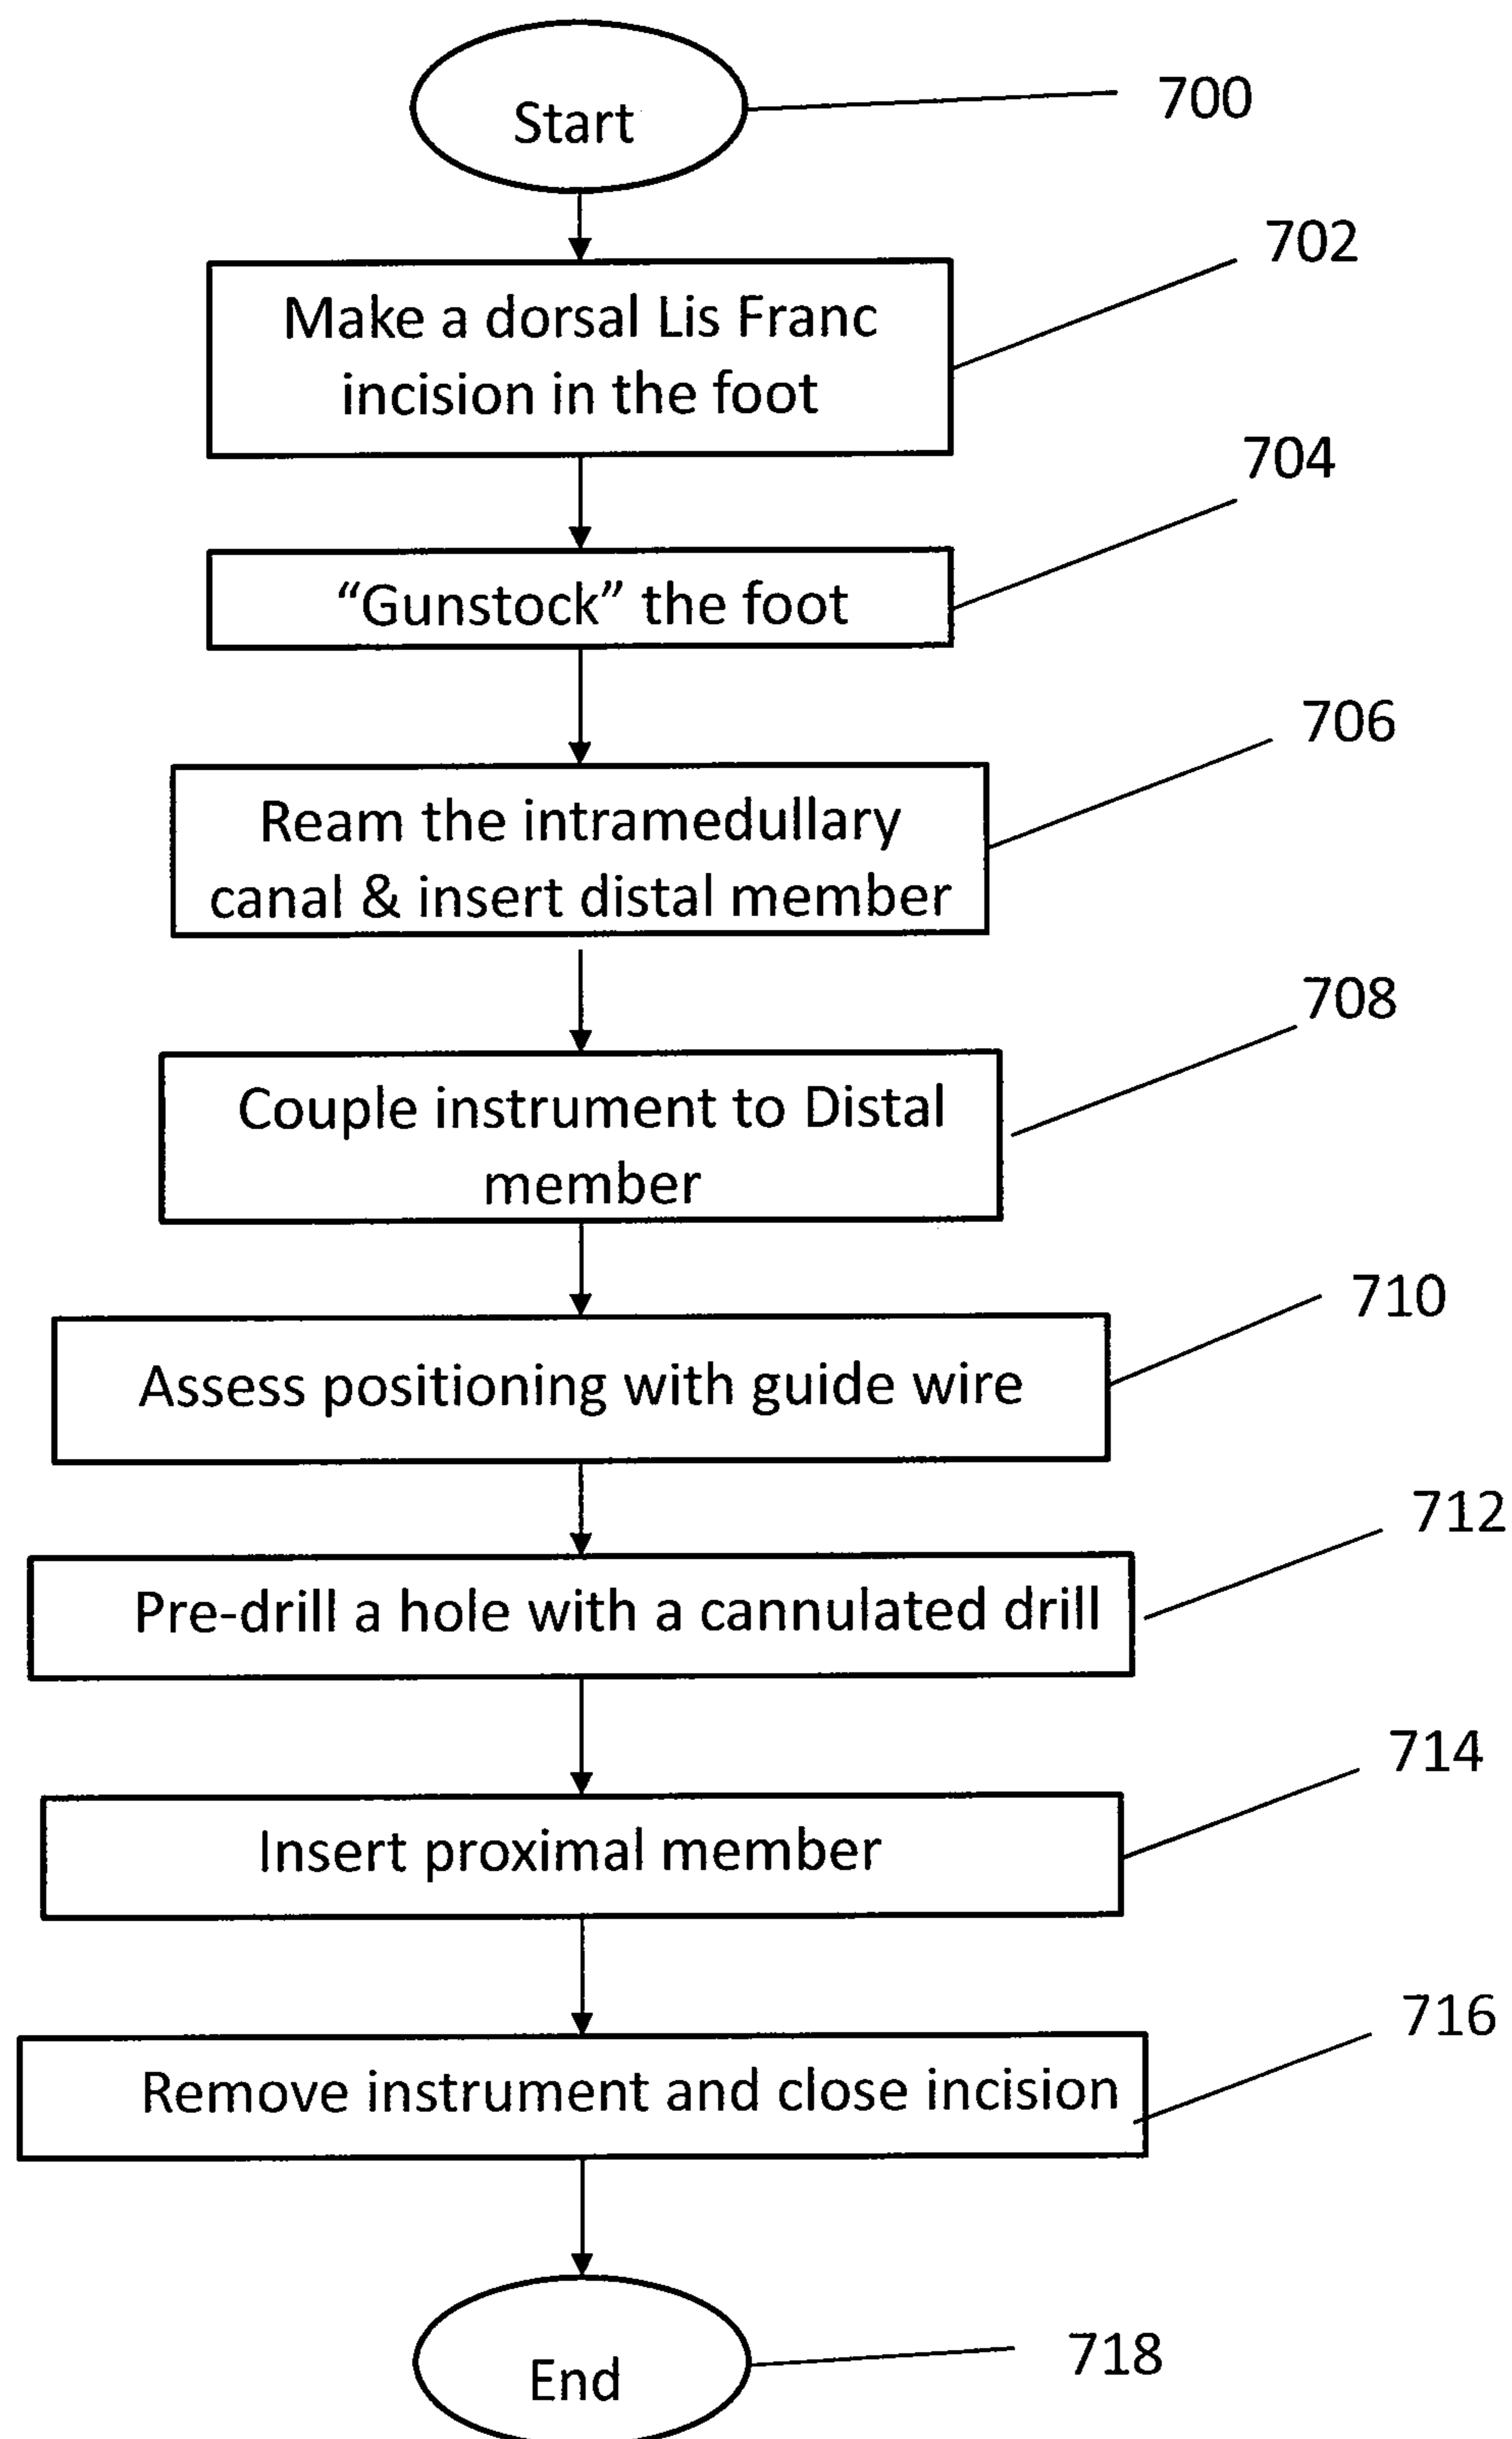 Start
700
702
Make a dorsal Lis Franc
incision in the foot
704
“Gunstock” the foot
706
Ream the intramedullary
canal & insert distal member
708
Couple instrument to Distal
member
710
Assess positioning with guide wire
712
Pre-drill a hole with a cannulated drill
714
Insert proximal member
716
Remove instrument and close incision
718
End